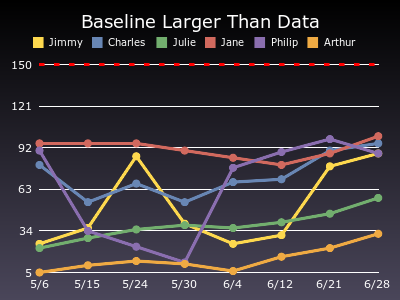 Baseline Larger Than Data
Jimmy Charles Julie Jane Philip Arthur
150
121
92
63
34
5
5/6 5/15 5/24 5/30 6/4 6/12 6/21 6/28